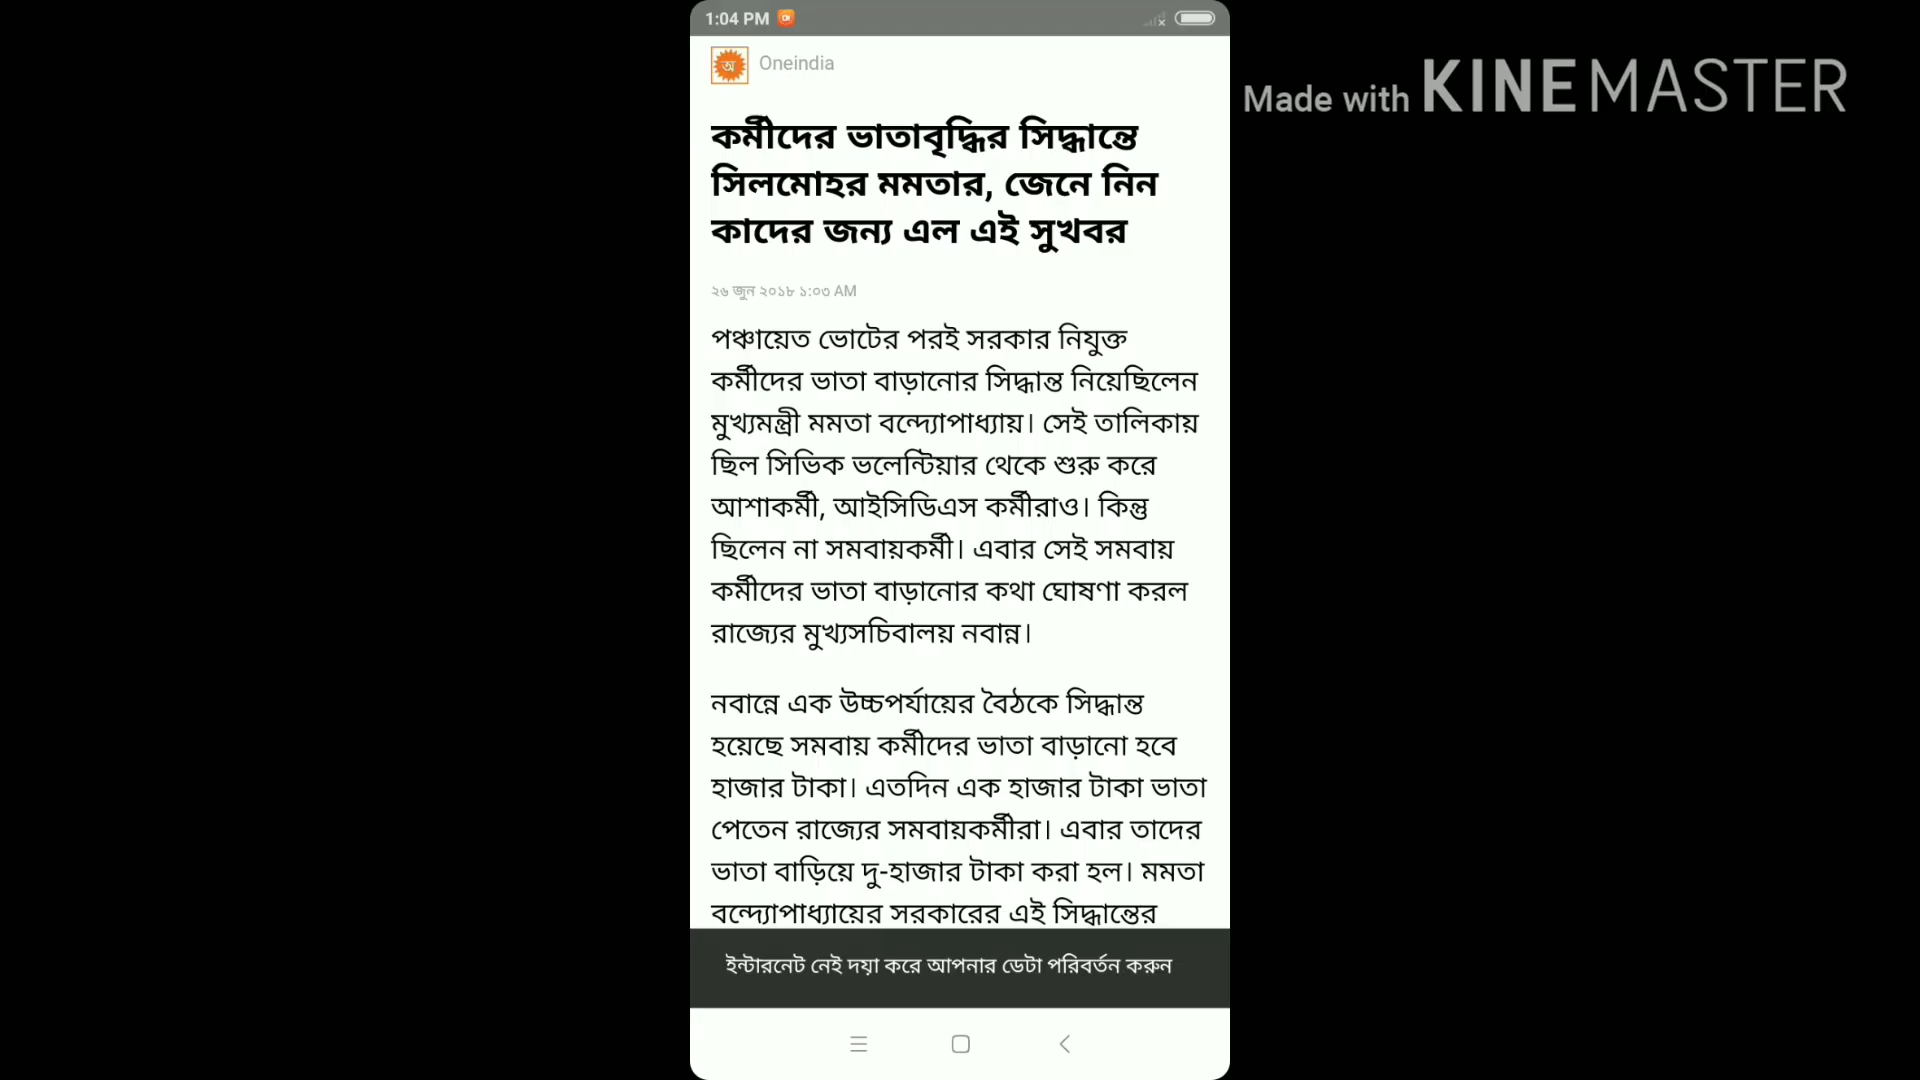 1:04 PM
Oneindia
Made with KINEMASTER
কর্মীদের ভাতাবৃদ্ধির সিদ্ধান্তে
সিলমোহর মমতার, জেনে নিন
কাদের জন্য এল এই সুখবর
২৬ জুন ২০১৮ ১:০৩ AM
পঞ্চায়েত ভোটের পরই সরকার নিযুক্ত
কর্মীদের ভাতা বাড়ানোর সিদ্ধান্ত নিয়েছিলেন
মুখ্যমন্ত্রী মমতা বন্দ্যোপাধ্যায়। সেই তালিকায়
ছিল সিভিক ভলেন্টিয়ার থেকে শুরু করে
আশাকর্মী, আইসিডিএস কর্মীরাও। কিন্তু
ছিলেন না সমবায়কর্মী। এবার সেই সমবায়
কর্মীদের ভাতা বাড়ানোর কথা ঘোষণা করল
রাজ্যের মুখ্যসচিবালয় নবান্ন।
নবান্নে এক উচ্চপর্যায়ের বৈঠকে সিদ্ধান্ত
হয়েছে সমবায় কর্মীদের ভাতা বাড়ানো হবে
হাজার টাকা। এতদিন এক হাজার টাকা ভাতা
পেতেন রাজ্যের সমবায়কর্মীরা। এবার তাদের
ভাতা বাড়িয়ে দু-হাজার টাকা করা হল। মমতা
বন্দ্যোপাধ্যায়ের সরকারের এই সিদ্ধান্তের
ইন্টারনেট নেই দয়া করে আপনার ডেটা পরিবর্তন করুন